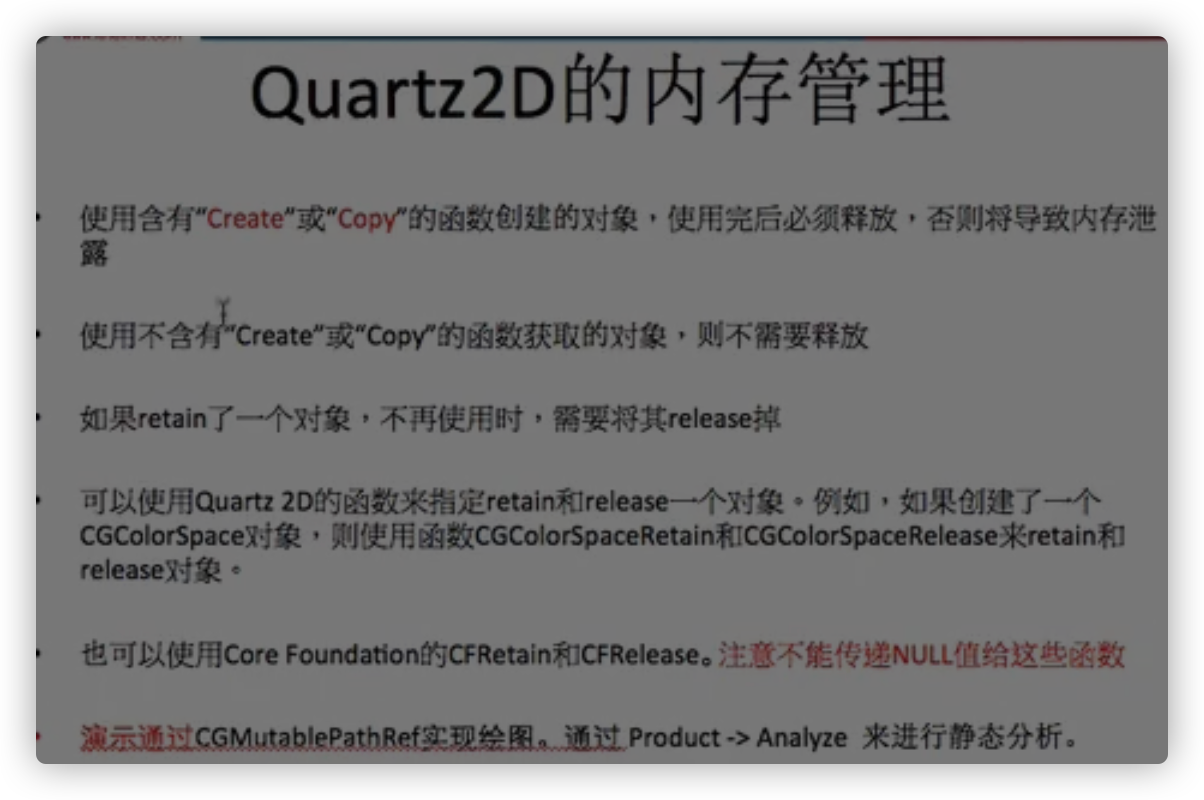 Quartz2D的内存管理
使用含有“Create”或“Copy”的函数创建的对象，使用完后必须释放，否则将导致内存泄
露
使用不含有“Create”或“Copy”的函数获取的对象，则不需要释放
如果retain了一个对象，不再使用时，需要将其release掉
可以使用Quartz 2D的函数来指定retain和release一个对象。例如，如果创建了一个
CGColorSpace对象，则使用函数CGColorSpaceRetain和CGColorSpaceRelease来retain和
release对象。
也可以使用Core Foundation的CFRetain和CFRelease。注意不能传递NULL值给这些函数
演示通过CGMutablePathRef实现绘图。通过 Product -> Analyze 来进行静态分析。